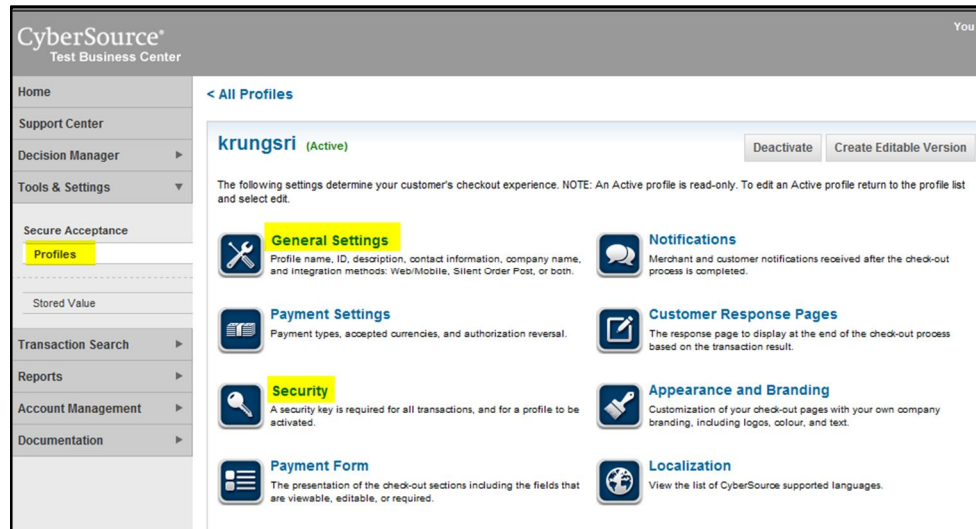 CyberSource®
Test Business Center
You
Home
Support Center
Decision Manager
Tools & Settings
Secure Acceptance
Profiles
Stored Value
Transaction Search
Reports
Account Management
Documentation
< All Profiles
krungsri (Active)
Deactivate
Create Editable Version
The following settings determine your customer's checkout experience. NOTE: An Active profile is read-only. To edit an Active profile return to the profile list
and select edit.
General Settings
Profile name, ID, description, contact information, company name,
and integration methods: Web/Mobile, Silent Order Post, or both.
Notifications
Merchant and customer notifications received after the check-out
process is completed.
Payment Settings
Payment types, accepted currencies, and authorization reversal.
Customer Response Pages
The response page to display at the end of the check-out process
based on the transaction result.
Security
A security key is required for all transactions, and for a profile to be
activated.
Appearance and Branding
Customization of your check-out pages with your own company
branding, including logos, colour, and text.
Payment Form
The presentation of the check-out sections including the fields that
are viewable, editable, or required.
Localization
View the list of CyberSource supported languages.